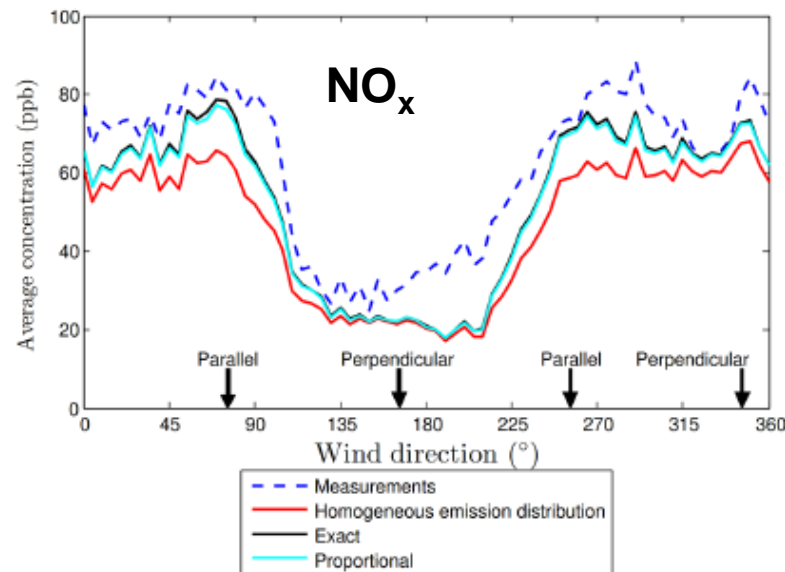 100
NOx
80
60
40
20
0
Average concentration (ppb)
Parallel Perpendicular Parallel Perpendicular
0 45 90 135 180 225 270 315 360
Wind direction (°)
Measurements
Homogeneous emission distribution
Exact
Proportional